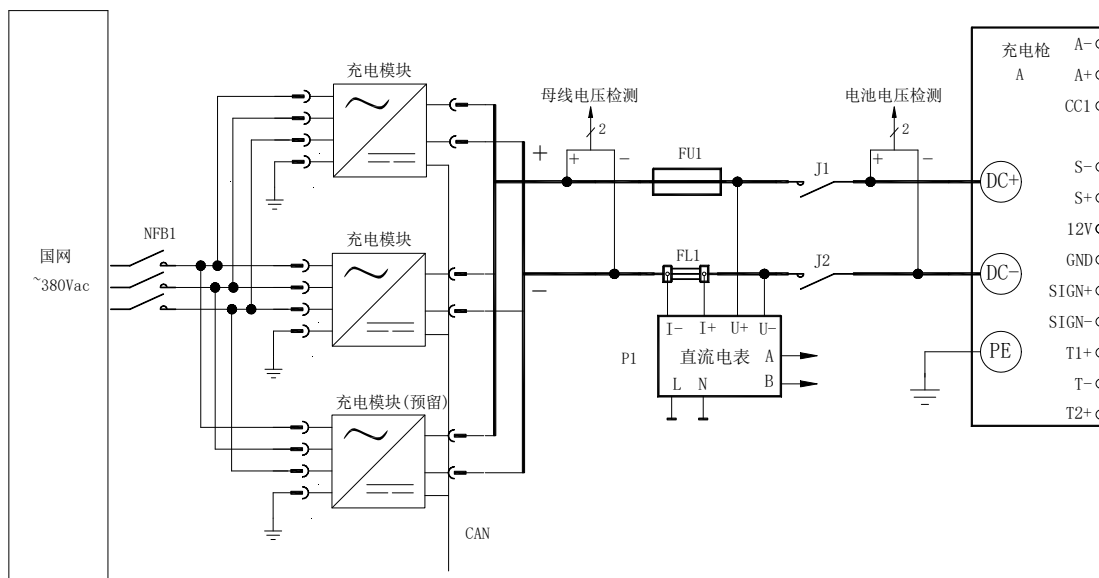 国网
~380Vac
NFB1
充电模块
充电模块
充电模块(预留)
CAN
+
−
母线电压检测
2
+
−
FU1
FL1
J1
J2
电池电压检测
2
+
−
P1
I-
I+
U+
U-
直流电表
A
B
L
N
充电枪
A
DC+
DC-
PE
A-
A+
CC1
S-
S+
12V
GND
SIGN+
SIGN-
T1+
T-
T2+